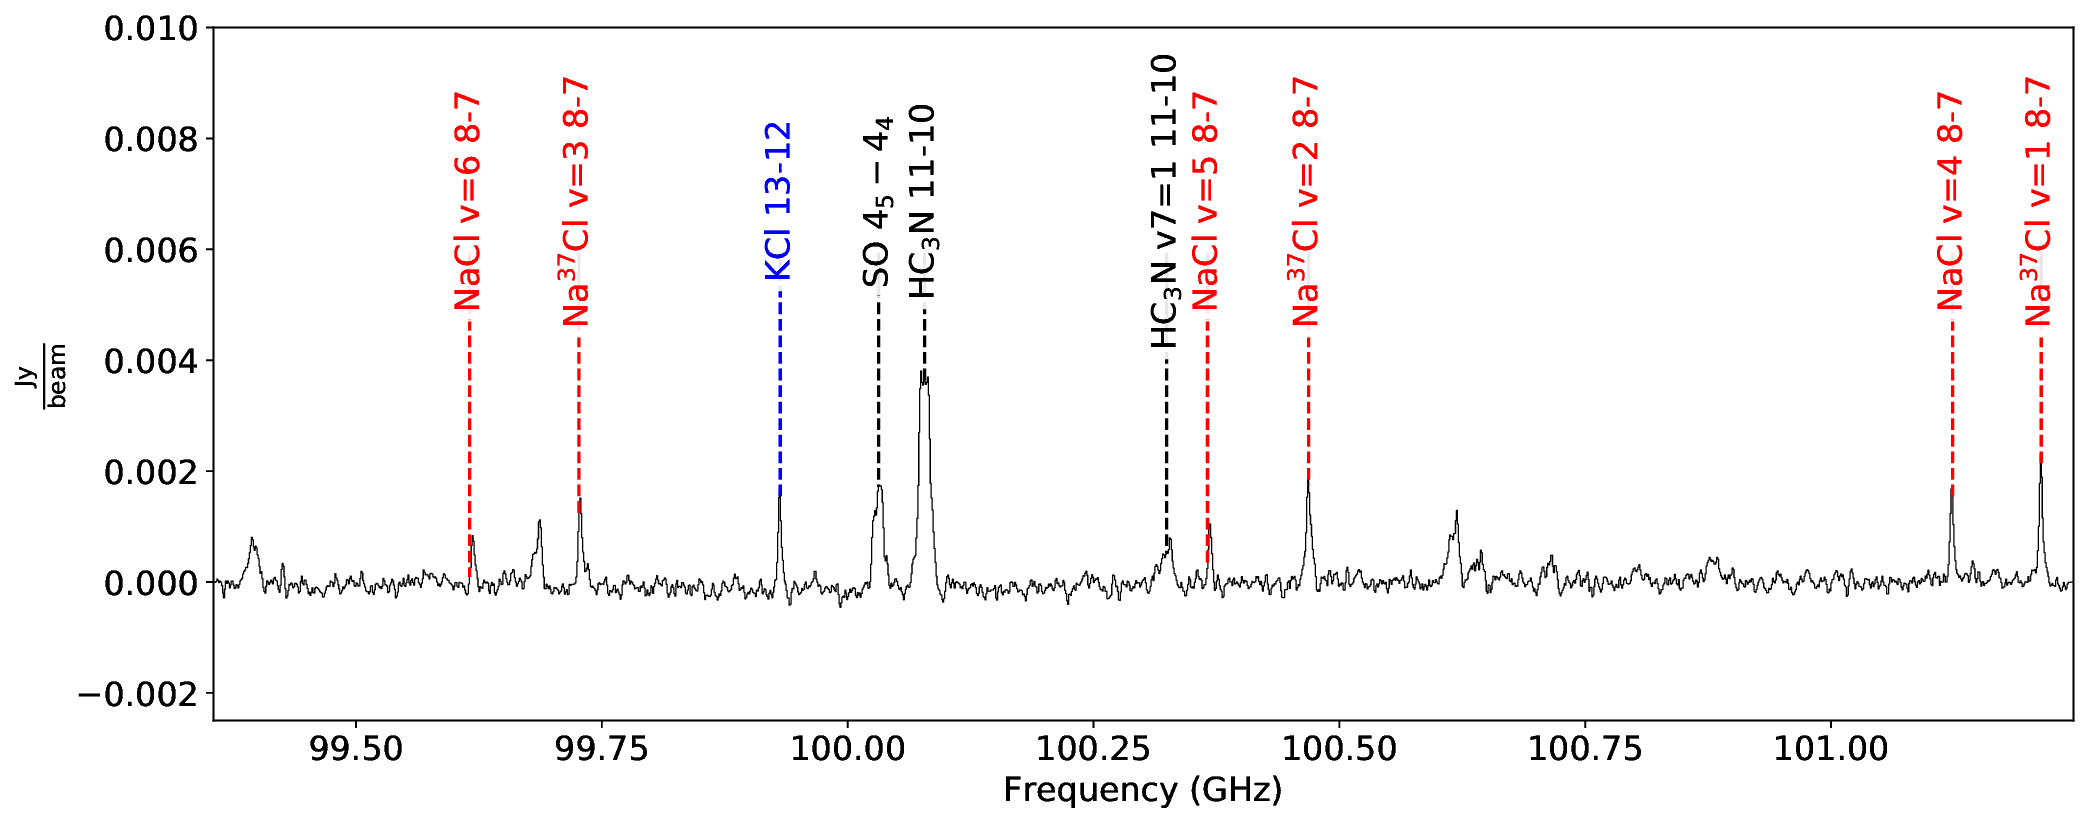 0.010
0.008
0.006
0.004
0.002
0.000
−0.002
Jy
beam
NaCl v=6 8-7
Na³⁷Cl v=3 8-7
KCl 13-12
SO 4₅ − 4₄
HC₃N 11-10
HC₃N v7=1 11-10
NaCl v=5 8-7
Na³⁷Cl v=2 8-7
NaCl v=4 8-7
Na³⁷Cl v=1 8-7
99.50 99.75 100.00 100.25 100.50 100.75 101.00
Frequency (GHz)